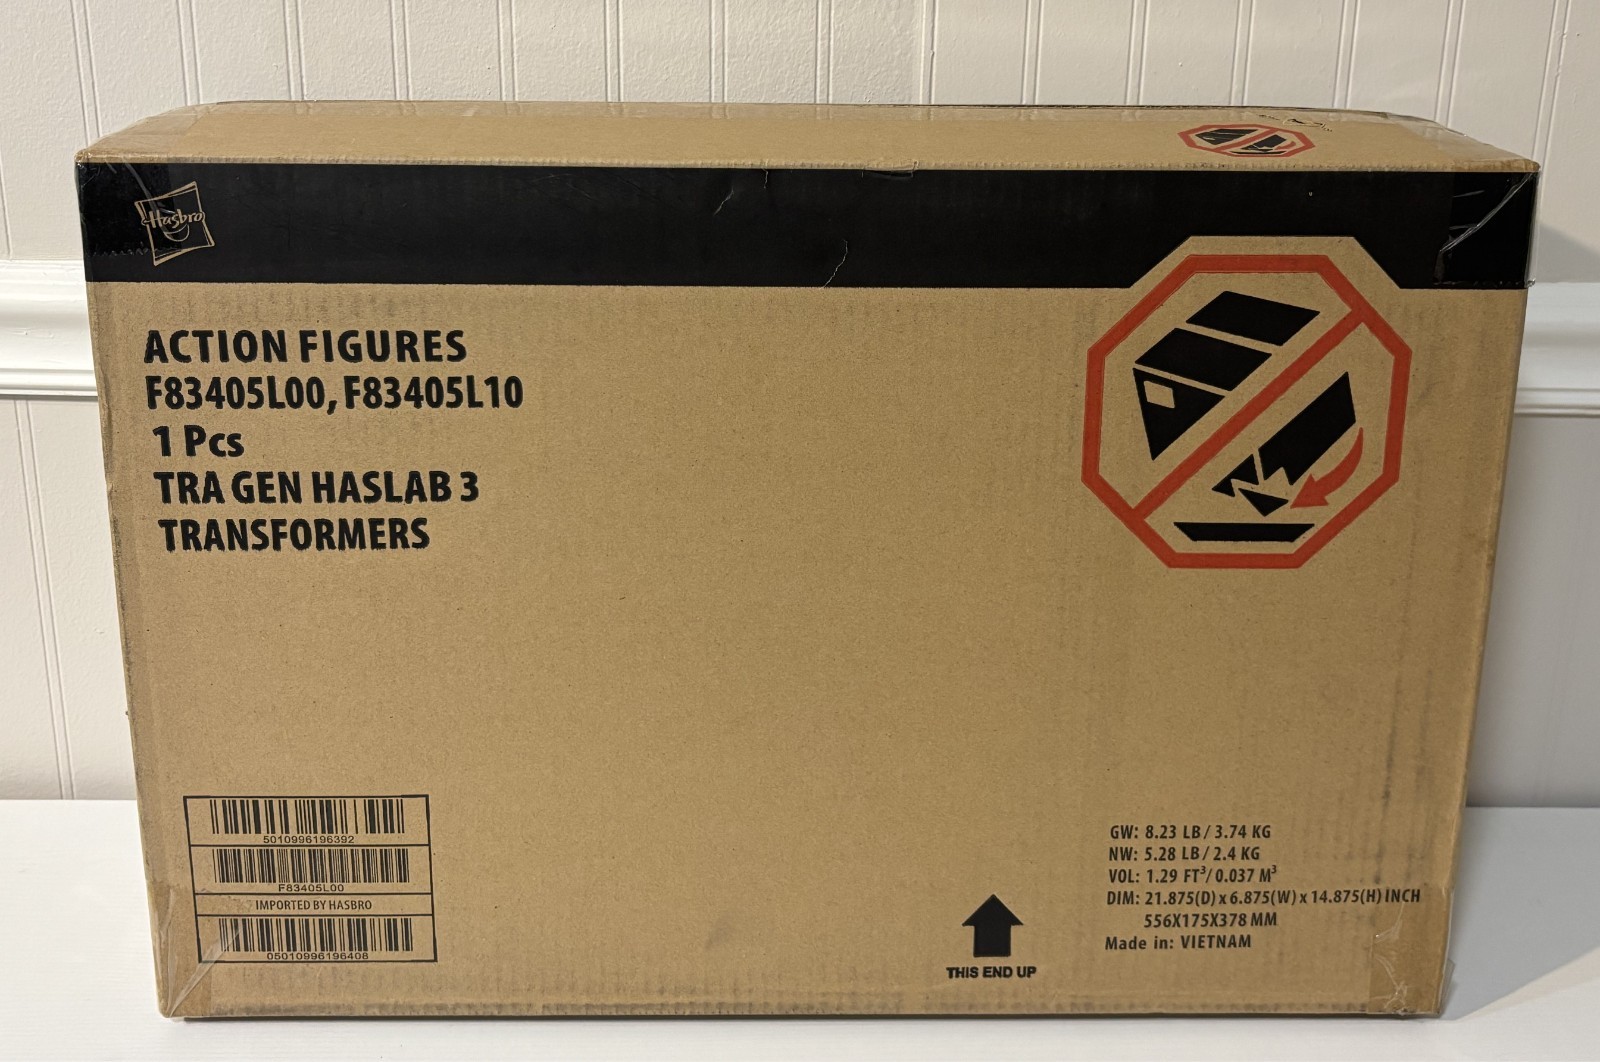 Hasbro
ACTION FIGURES
F83405L00, F83405L10
1 Pcs
TRA GEN HASLAB 3
TRANSFORMERS
5010996196392
F83405L00
IMPORTED BY HASBRO
05010996196408
THIS END UP
GW: 8.23 LB / 3.74 KG
NW: 5.28 LB / 2.4 KG
VOL: 1.29 FT³/ 0.037 M³
DIM: 21.875(D) x 6.875(W) x 14.875(H) INCH
556X175X378 MM
Made in: VIETNAM